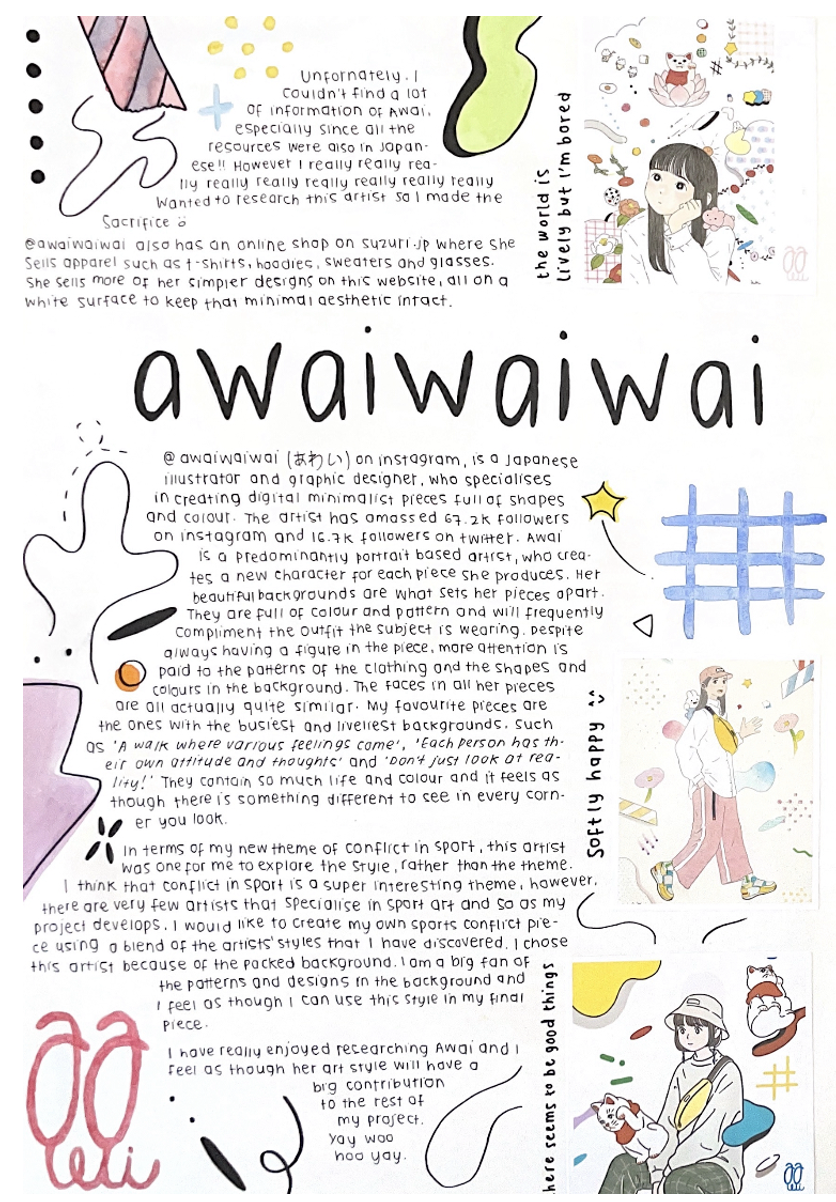 Unfornately, I
couldn't find a lot
of information of Awai,
especially since all the
resources were also in Japan-
ese!! However I really really rea-
lly really really really really really
wanted to research this artist so I made the
sacrifice
@awaiwaiwai also has an online shop on suzuri.jp where she
sells apparel such as t-shirts, hoodies, sweaters and glasses.
She sells more of her simpler designs on this website, all on a
white surface to keep that minimal aesthetic intact.
the world is
lively but I'm bored
awaiwaiwai
@awaiwaiwai (あわい) on instagram, is a Japanese
illustrator and graphic designer, who specialises
in creating digital minimalist pieces full of shapes
and colour. The artist has amassed 67.2K followers
on instagram and 16.7K followers on twitter. Awai
is a predominantly portrait based artist, who crea-
tes a new character for each piece she produces. Her
beautiful backgrounds are what sets her pieces apart.
They are full of colour and pattern and will frequently
compliment the outfit the subject is wearing. Despite
always having a figure in the piece, more attention is
paid to the patterns of the clothing and the shapes and
colours in the background. The faces in all her pieces
are all actually quite similar. My favourite pieces are
the ones with the busiest and liveliest backgrounds. Such
as 'A walk where various feelings come', 'Each person has th-
eir own attitude and thoughts' and 'Don't just look at rea-
lity!' They contain so much life and colour and it feels as
though there is something different to see in every corn-
er you look.
softly happy ^^
In terms of my new theme of conflict in sport, this artist
was one for me to explore the style, rather than the theme.
I think that conflict in sport is a super interesting theme, however,
there are very few artists that specialise in sport art and so as my
project develops, I would like to create my own sports conflict pie-
ce using a blend of the artists' styles that I have discovered. I chose
this artist because of the packed background. I am a big fan of
the patterns and designs in the background and
I feel as though I can use this style in my final
piece.
I have really enjoyed researching Awai and I
feel as though her art style will have a
big contribution
to the rest of
my project.
Yay woo
hoo yay.
here seems to be good things